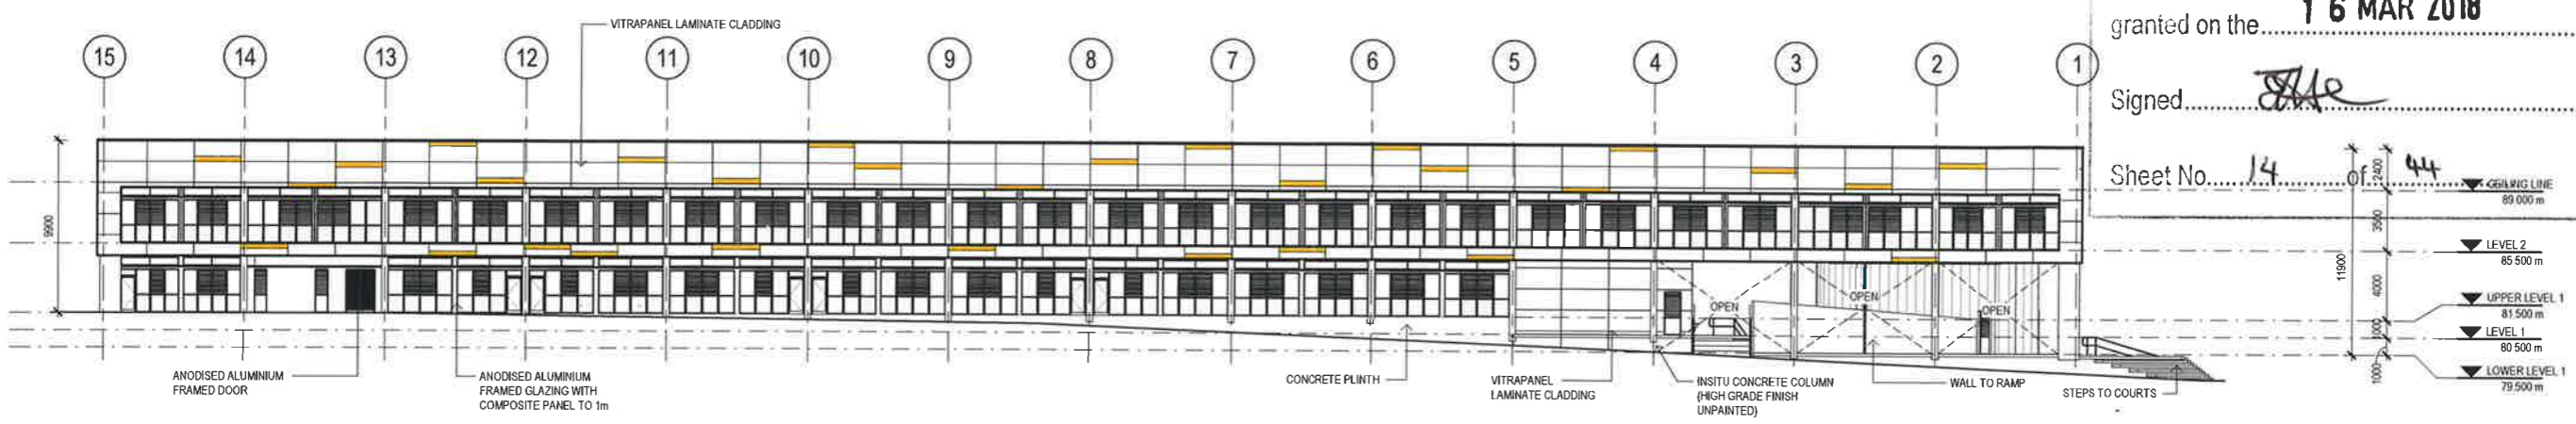 VITRAPANEL LAMINATE CLADDING
15 14 13 12 11 10 9 8 7 6 5 4 3 2 1
granted on the 16 MAR 2018
Signed
Sheet No. 14 of 44
2400
CEILING LINE
89 000 m
3500
9900
LEVEL 2
85 500 m
11900
4000
OPEN OPEN OPEN
UPPER LEVEL 1
81.500 m
1000
LEVEL 1
80 500 m
1000
LOWER LEVEL 1
79.500 m
ANODISED ALUMINIUM
FRAMED DOOR
ANODISED ALUMINIUM
FRAMED GLAZING WITH
COMPOSITE PANEL TO 1m
CONCRETE PLINTH
VITRAPANEL
LAMINATE CLADDING
INSITU CONCRETE COLUMN
(HIGH GRADE FINISH
UNPAINTED)
WALL TO RAMP
STEPS TO COURTS